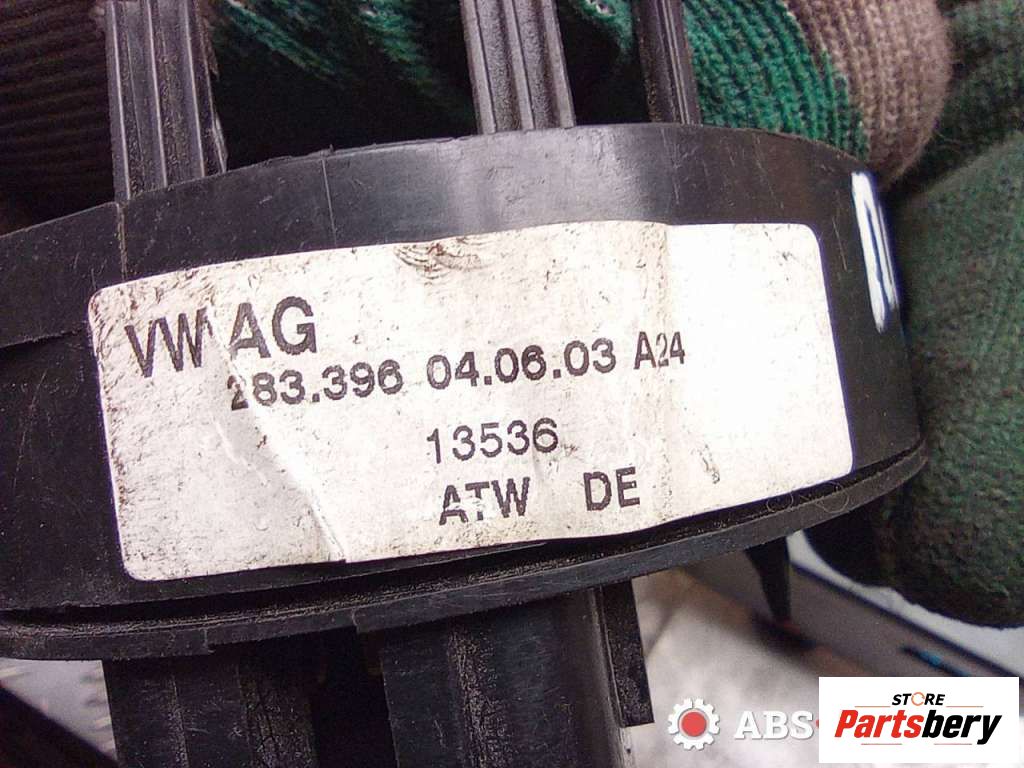 VW AG
283.396 04.06.03 A24
13536
ATW DE
ABS
STORE
Partsbery